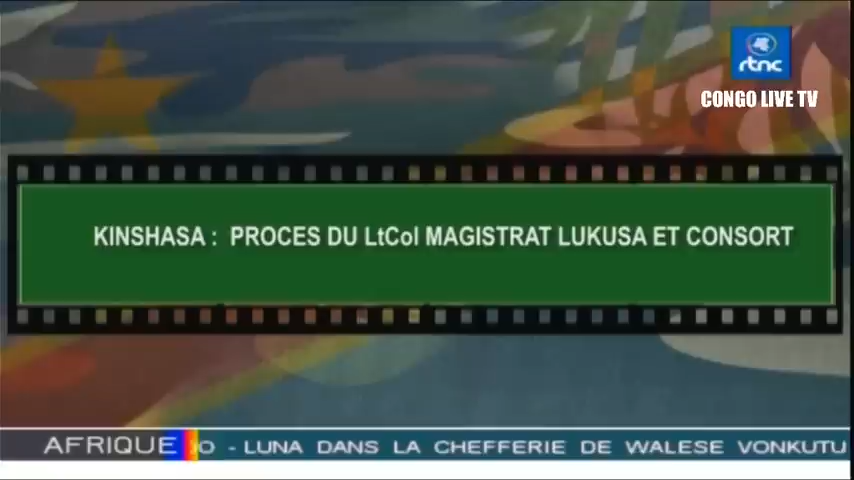 rtnc
CONGO LIVE TV
KINSHASA : PROCES DU LtCol MAGISTRAT LUKUSA ET CONSORT
AFRIQUE
- LUNA DANS LA CHEFFERIE DE WALESE VONKUTU